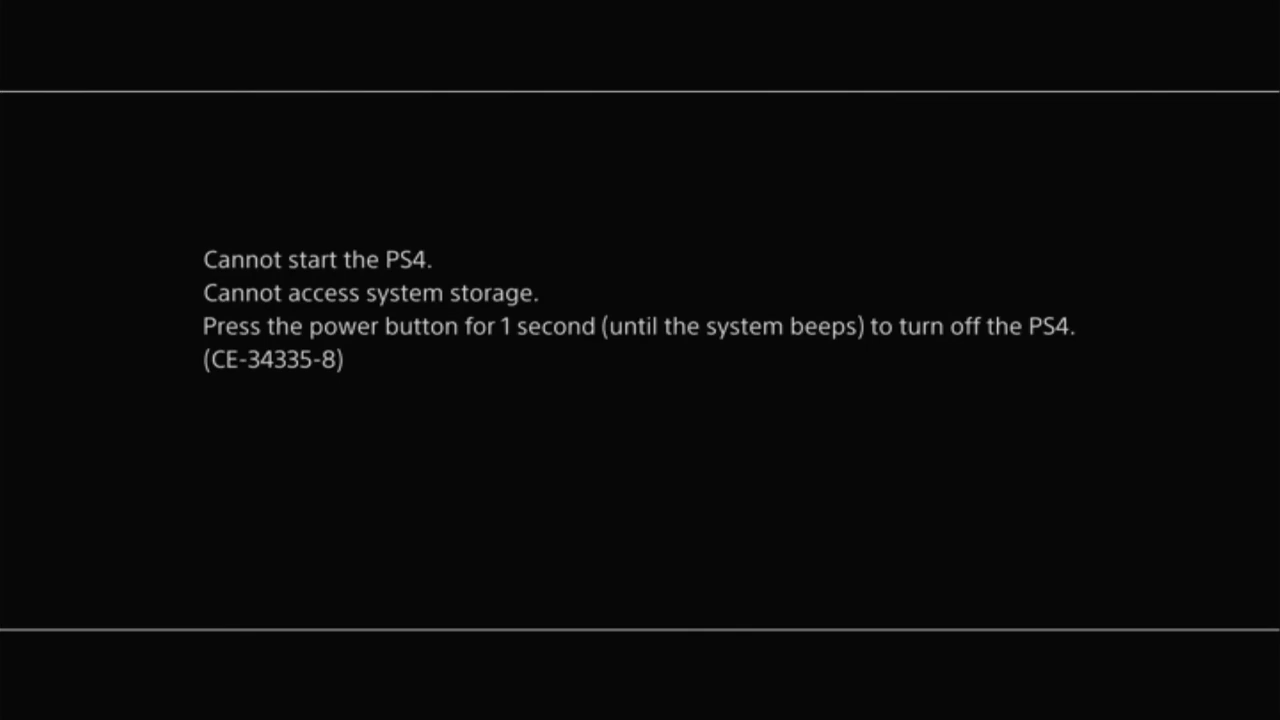 Cannot start the PS4.
Cannot access system storage.
Press the power button for 1 second (until the system beeps) to turn off the PS4.
(CE-34335-8)